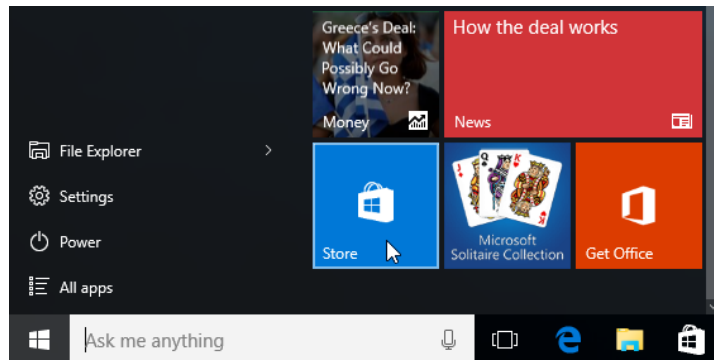 Greece's Deal:
What Could
Possibly Go
Wrong Now?
Money
How the deal works
News
File Explorer
Settings
Power
All apps
Store
J Q K
Microsoft
Solitaire Collection
Get Office
Ask me anything